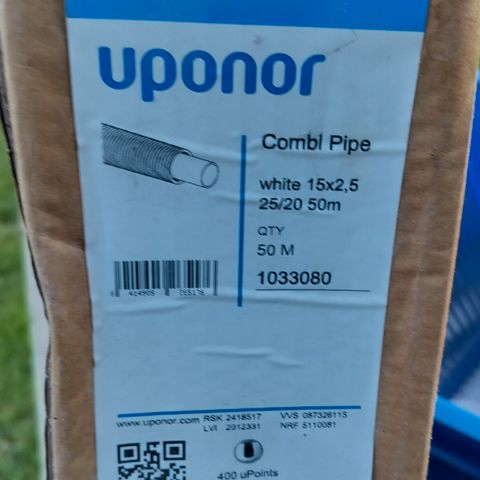 uponor
Combi Pipe
white 15x2,5
25/20 50m
QTY
50 M
1033080
www.uponor.com RSK 2418517 VVS 087326115
LVI 2012331 NRF 5110081
400 uPoints